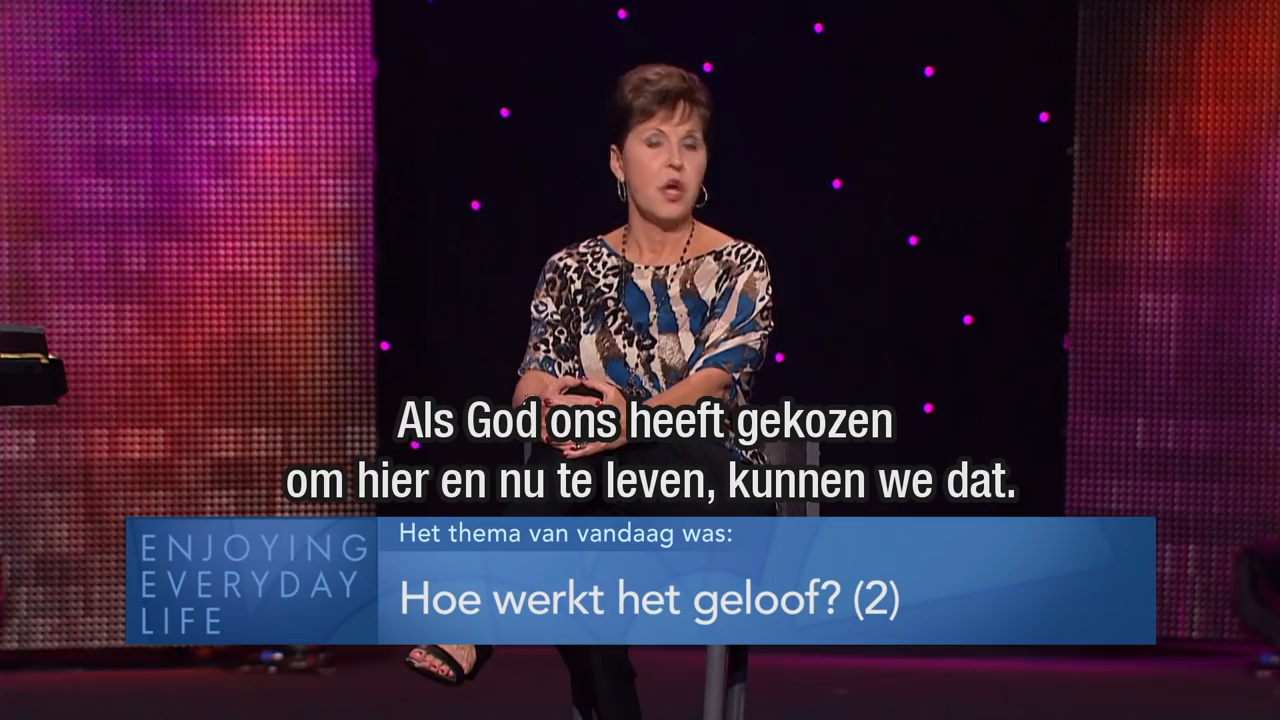 Als God ons heeft gekozen
om hier en nu te leven, kunnen we dat.
ENJOYING
EVERYDAY
LIFE
Het thema van vandaag was:
Hoe werkt het geloof? (2)